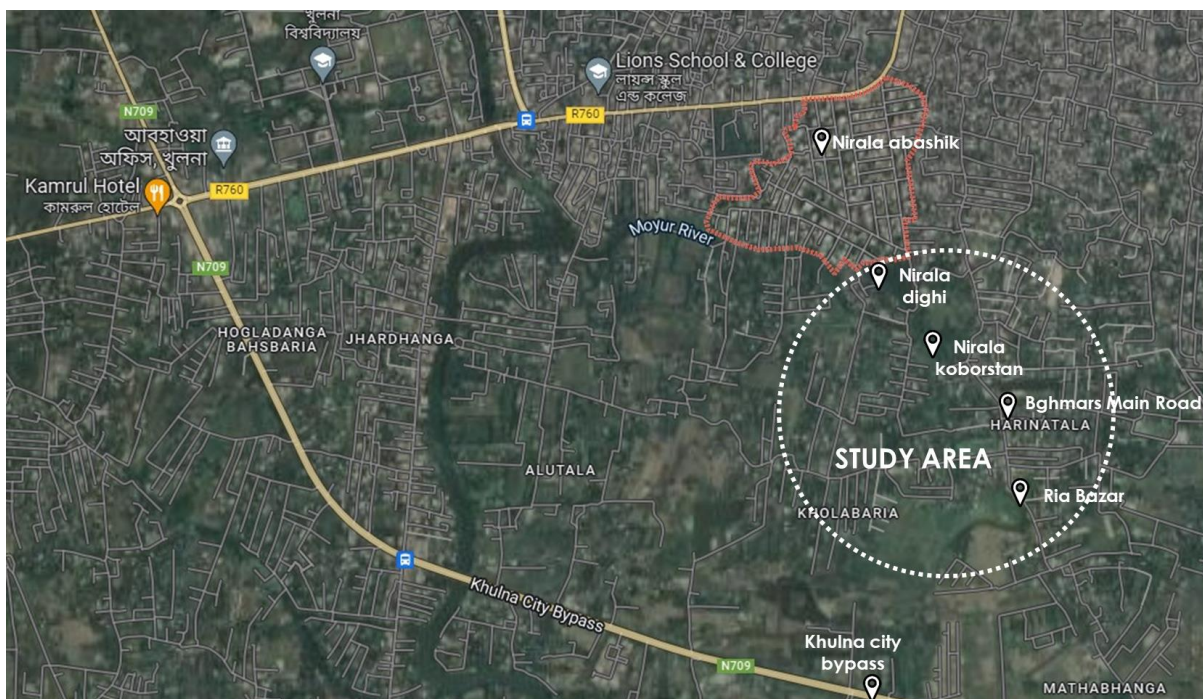 খুলনা
বিশ্ববিদ্যালয়
Lions School & College
লায়ন্স স্কুল
এন্ড কলেজ
N709
R760
আবহাওয়া
অফিস, খুলনা
Nirala abashik
Kamrul Hotel
কামরুল হোটেল
R760
Moyur River
N709
Nirala
dighi
HOGLADANGA
BAHSBARIA
JHARDHANGA
Nirala
koborstan
Bghmars Main Road
HARINATALA
STUDY AREA
ALUTALA
Ria Bazar
KHOLABARIA
Khulna City Bypass
Khulna city
bypass
N709
MATHABHANGA